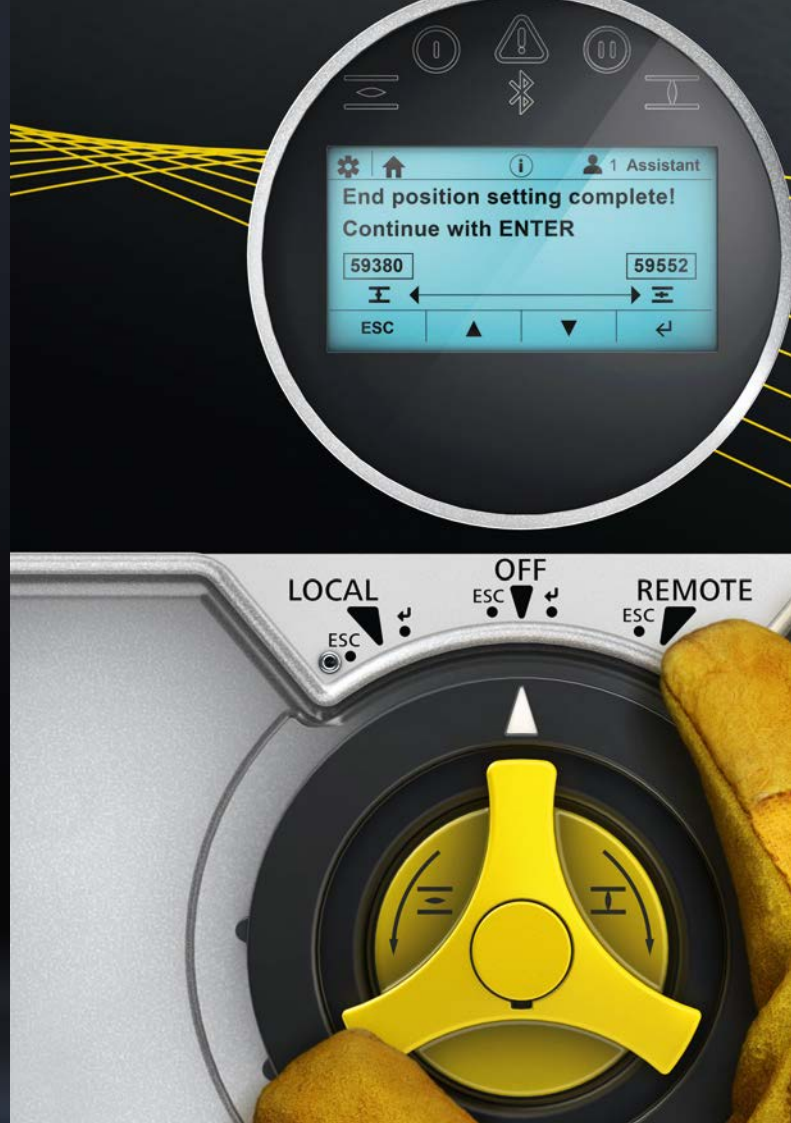 1 Assistant
End position setting complete!
Continue with ENTER
59380 59552
ESC
LOCAL OFF REMOTE
ESC ESC ESC